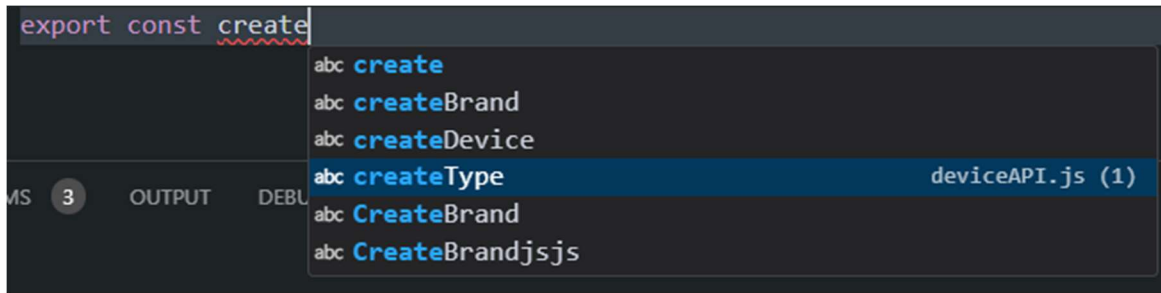 export const create
abc create
abc createBrand
abc createDevice
abc createType deviceAPI.js (1)
abc CreateBrand
abc CreateBrandjsjs
MS 3 OUTPUT DEBU